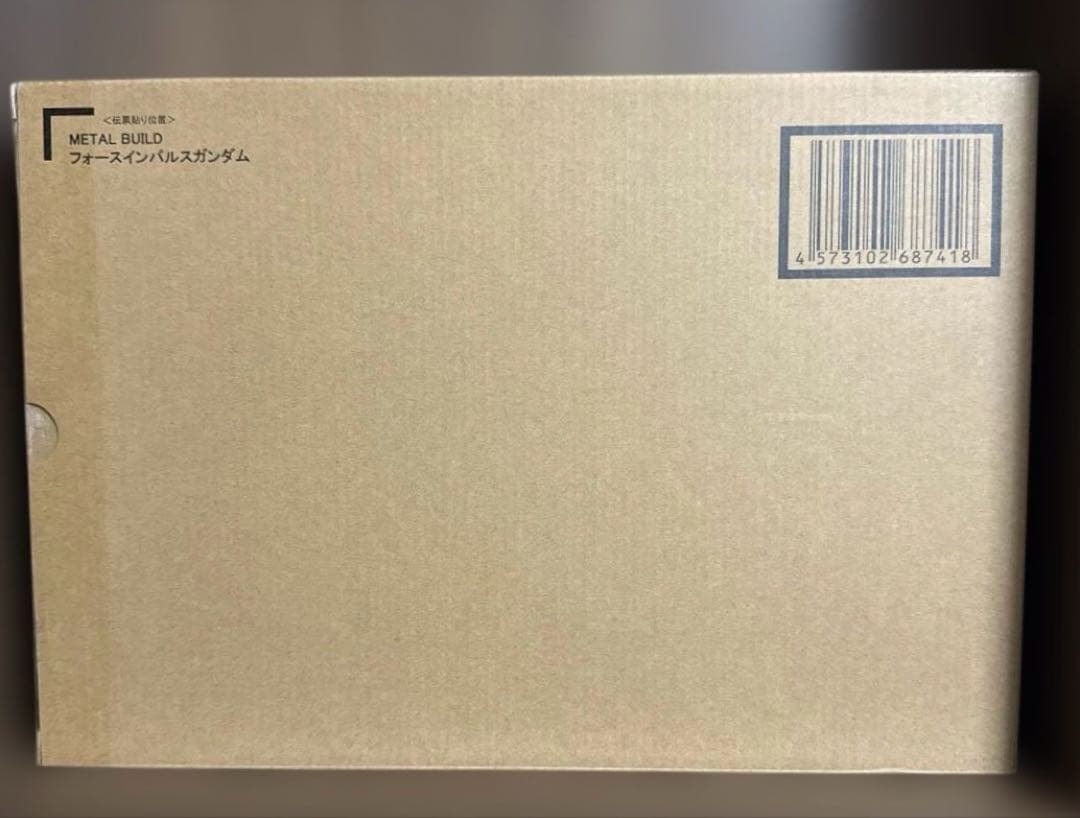 <伝票貼り位置>
METAL BUILD
フォースインパルスガンダム
4 573102 687418